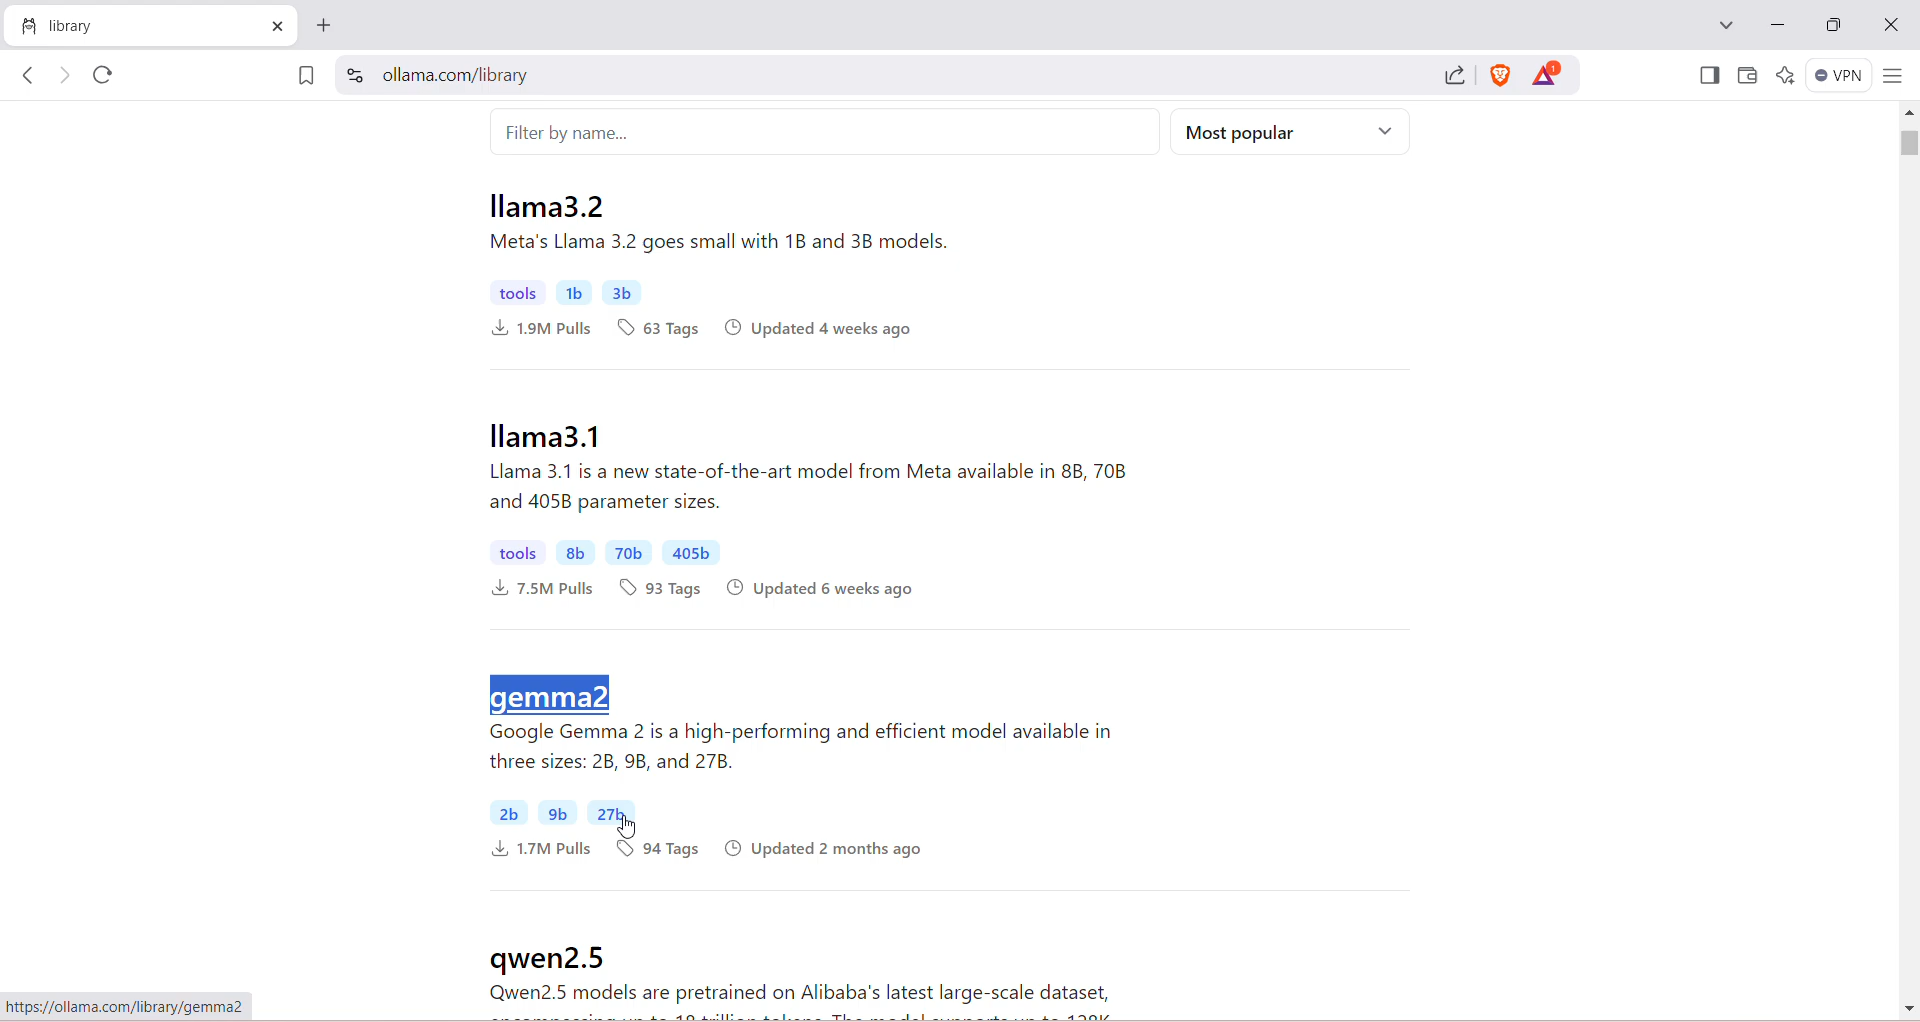 library
ollama.com/library
1
VPN
Filter by name...
Most popular
llama3.2
Meta's Llama 3.2 goes small with 1B and 3B models.
tools 1b 3b
1.9M Pulls 63 Tags Updated 4 weeks ago
llama3.1
Llama 3.1 is a new state-of-the-art model from Meta available in 8B, 70B
and 405B parameter sizes.
tools 8b 70b 405b
7.5M Pulls 93 Tags Updated 6 weeks ago
gemma2
Google Gemma 2 is a high-performing and efficient model available in
three sizes: 2B, 9B, and 27B.
2b 9b 27b
1.7M Pulls 94 Tags Updated 2 months ago
qwen2.5
Qwen2.5 models are pretrained on Alibaba's latest large-scale dataset,
https://ollama.com/library/gemma2